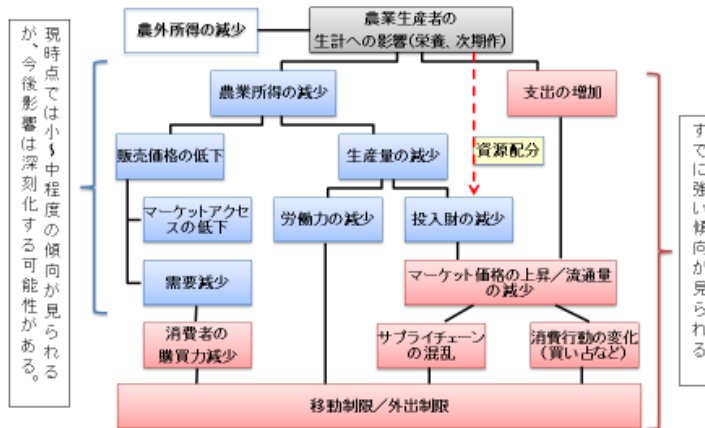 農外所得の減少
農業生産者の
生計への影響(栄養、次期作)
農業所得の減少
支出の増加
販売価格の低下
生産量の減少
資源配分
マーケットアクセ
スの低下
労働力の減少
投入財の減少
需要減少
マーケット価格の上昇／流通量
の減少
消費者の
購買力減少
サプライチェーン
の混乱
消費行動の変化
(買い占など)
移動制限／外出制限
現時点では小～中程度の傾向が見られる
が、今後影響は深刻化する可能性がある。
すでに強い傾向が見られる